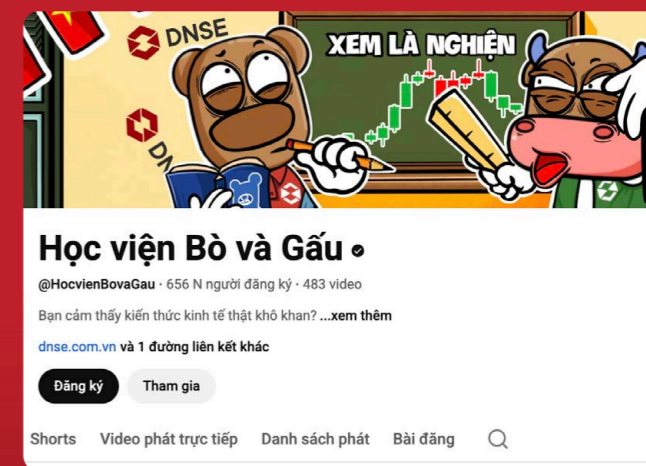 DNSE
XEM LÀ NGHIỆN
Học viện Bò và Gấu
@HocvienBovaGau · 656 N người đăng ký · 483 video
Bạn cảm thấy kiến thức kinh tế thật khô khan? ...xem thêm
dnse.com.vn và 1 đường liên kết khác
Đăng ký Tham gia
Shorts Video phát trực tiếp Danh sách phát Bài đăng